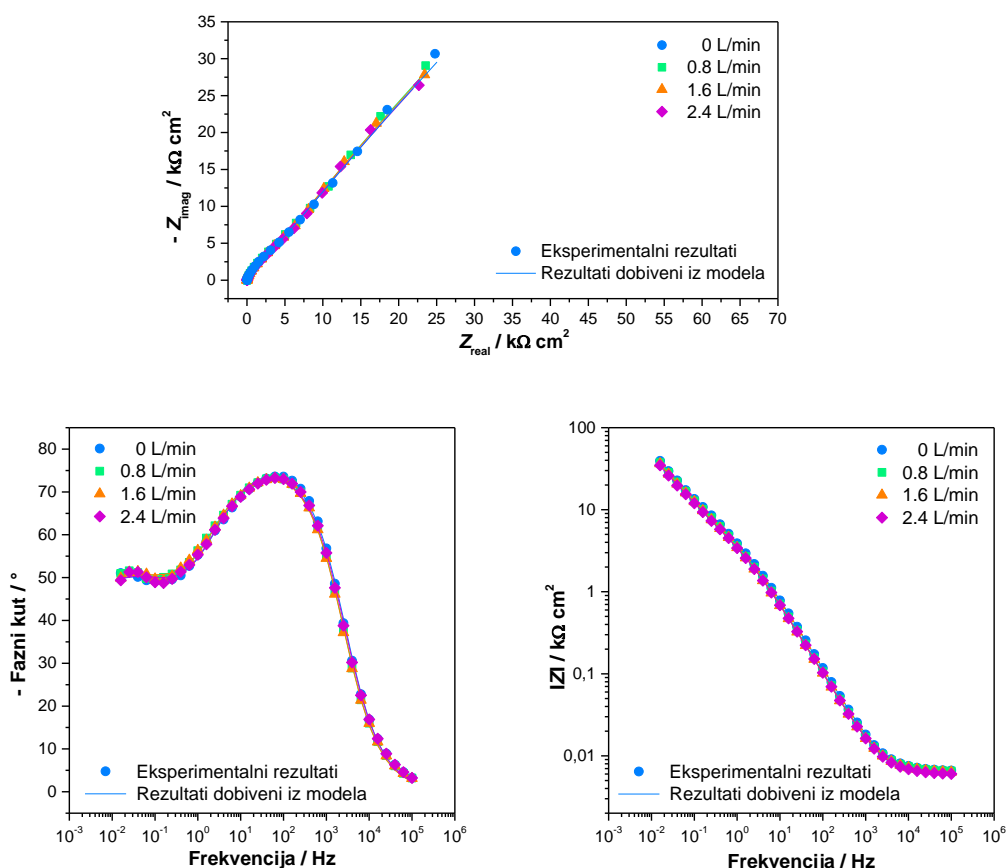 35
30
25
20
15
10
5
0
- Zimag / kΩ cm²
0 L/min
0.8 L/min
1.6 L/min
2.4 L/min
Eksperimentalni rezultati
Rezultati dobiveni iz modela
0 5 10 15 20 25 30 35 40 45 50 55 60 65 70
Zreal / kΩ cm²
80
70
60
50
40
30
20
10
0
- Fazni kut / °
0 L/min
0.8 L/min
1.6 L/min
2.4 L/min
Eksperimentalni rezultati
Rezultati dobiveni iz modela
10⁻³ 10⁻² 10⁻¹ 10⁰ 10¹ 10² 10³ 10⁴ 10⁵ 10⁶
Frekvencija / Hz
100
10
1
0,1
0,01
IZI / kΩ cm²
0 L/min
0.8 L/min
1.6 L/min
2.4 L/min
Eksperimentalni rezultati
Rezultati dobiveni iz modela
10⁻³ 10⁻² 10⁻¹ 10⁰ 10¹ 10² 10³ 10⁴ 10⁵ 10⁶
Frekvencija / Hz